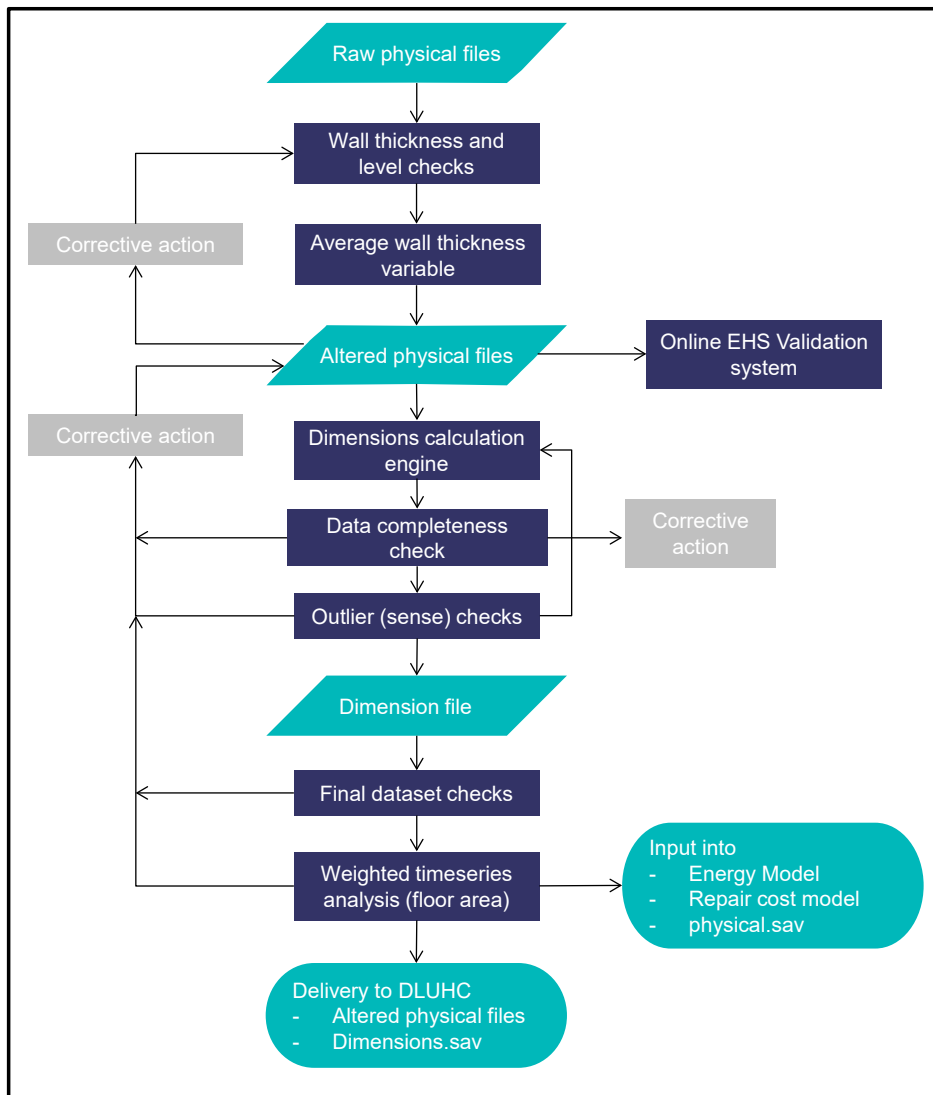 Raw physical files
Wall thickness and
level checks
Corrective action
Average wall thickness
variable
Altered physical files
Online EHS Validation
system
Corrective action
Dimensions calculation
engine
Data completeness
check
Corrective
action
Outlier (sense) checks
Dimension file
Final dataset checks
Weighted timeseries
analysis (floor area)
Input into
- Energy Model
- Repair cost model
- physical.sav
Delivery to DLUHC
- Altered physical files
- Dimensions.sav